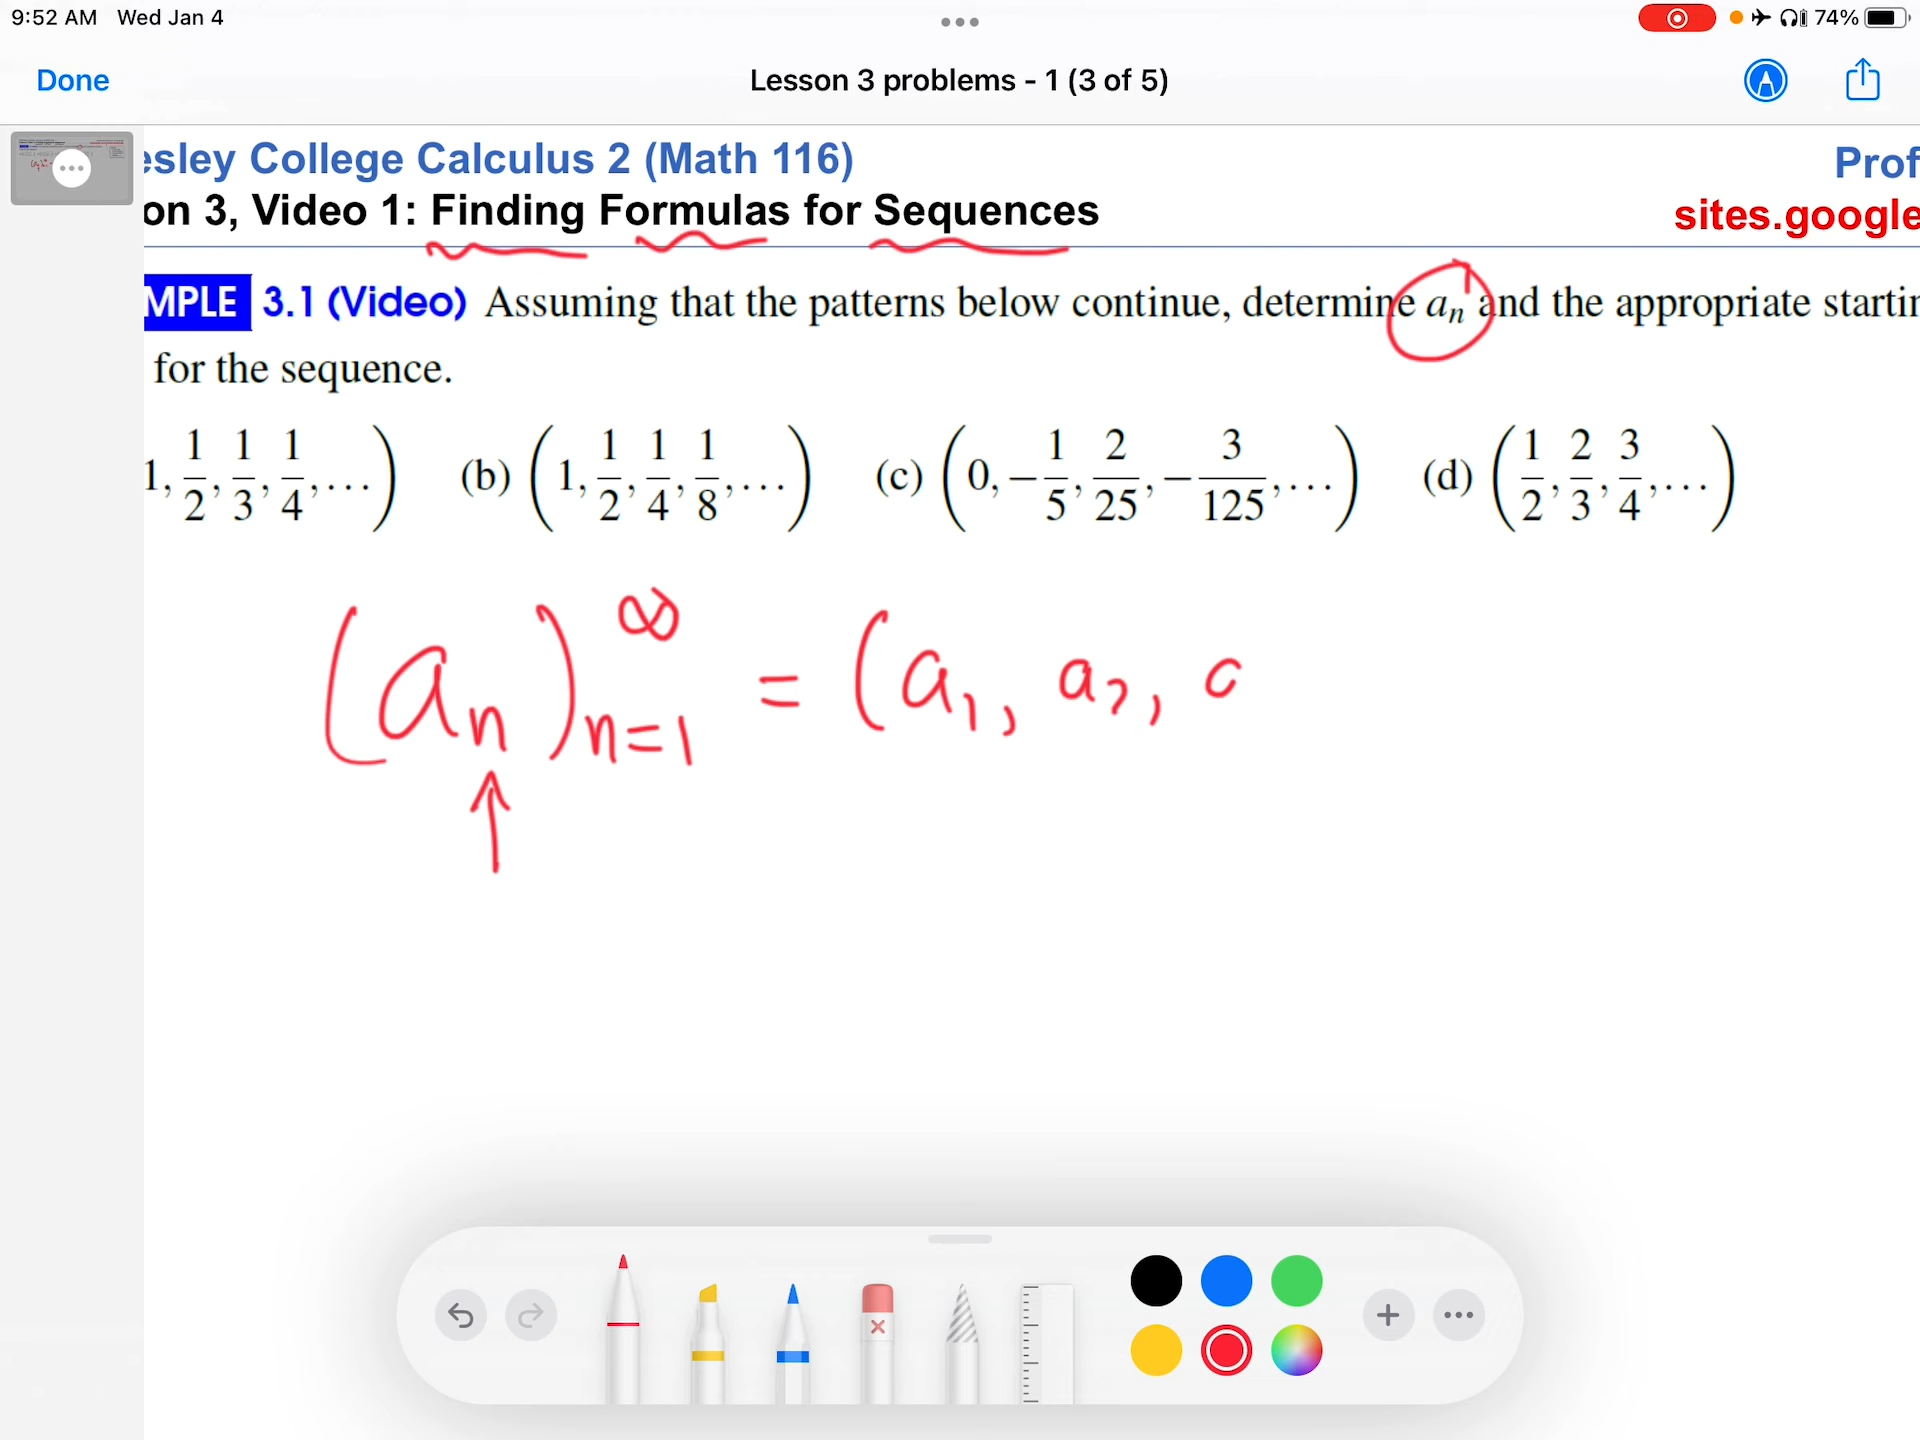 9:52 AM Wed Jan 4
74%
Done
Lesson 3 problems - 1 (3 of 5)
esley College Calculus 2 (Math 116)
Prof
on 3, Video 1: Finding Formulas for Sequences
sites.google
MPLE 3.1 (Video) Assuming that the patterns below continue, determine aₙ and the appropriate startin
for the sequence.
1, 1/2, 1/3, 1/4, ...) (b) (1, 1/2, 1/4, 1/8, ...) (c) (0, −1/5, 2/25, −3/125, ...) (d) (1/2, 2/3, 3/4, ...)
(aₙ)ₙ₌₁^∞ = (a₁, a₂,